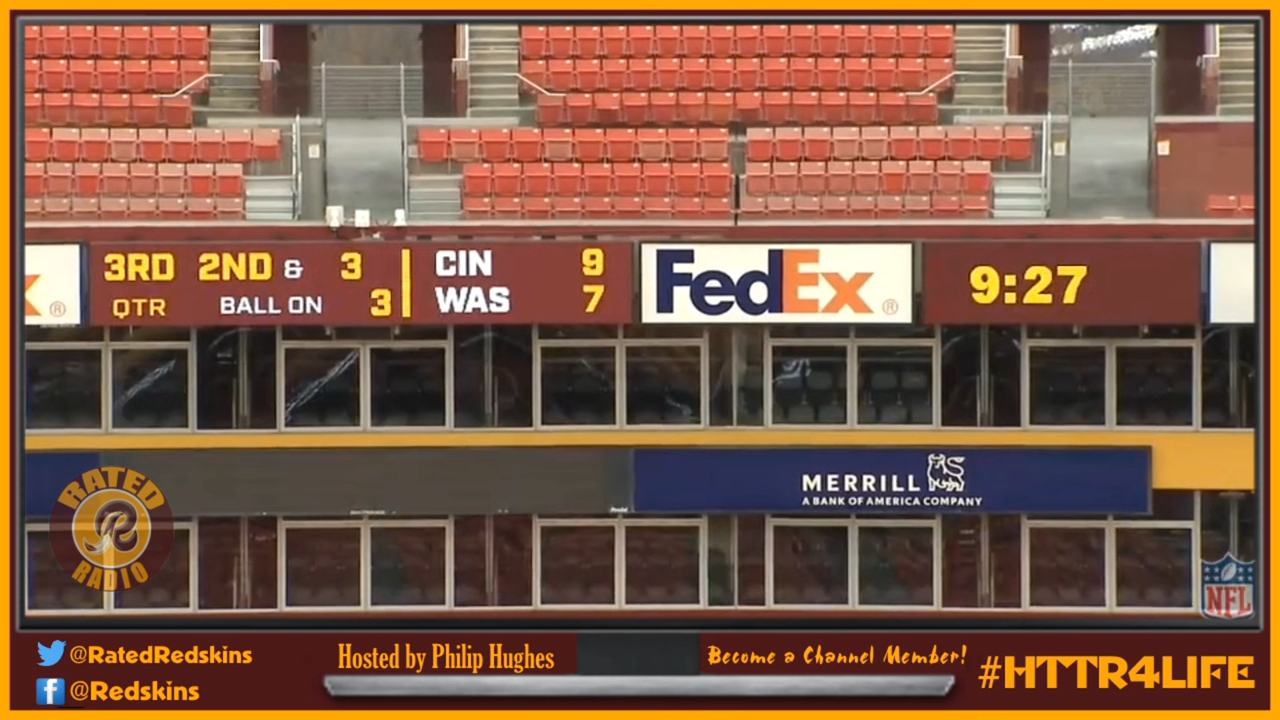 3RD 2ND & 3 CIN 9
QTR BALL ON 3 WAS 7
FedEx®
9:27
x®
MERRILL
A BANK OF AMERICA COMPANY
RATED
R
RADIO
NFL
@RatedRedskins
@Redskins
Hosted by Philip Hughes
Become a Channel Member!
#HTTR4LIFE